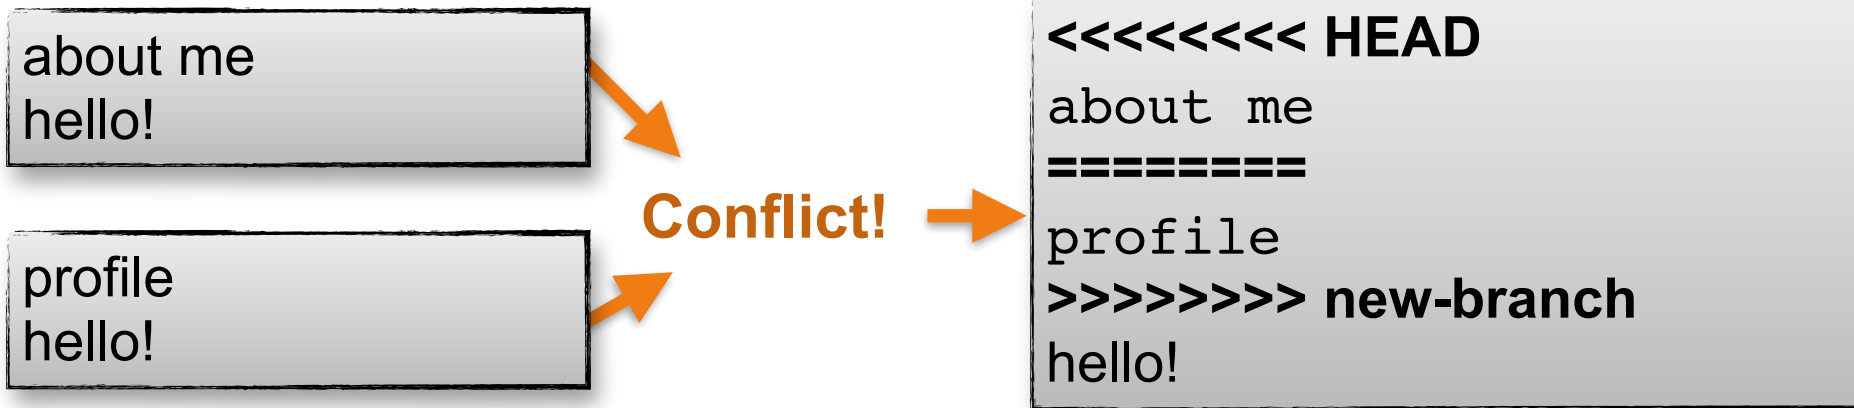 about me
hello!
profile
hello!
Conflict!
<<<<<<<< HEAD
about me
========
profile
>>>>>>>> new-branch
hello!